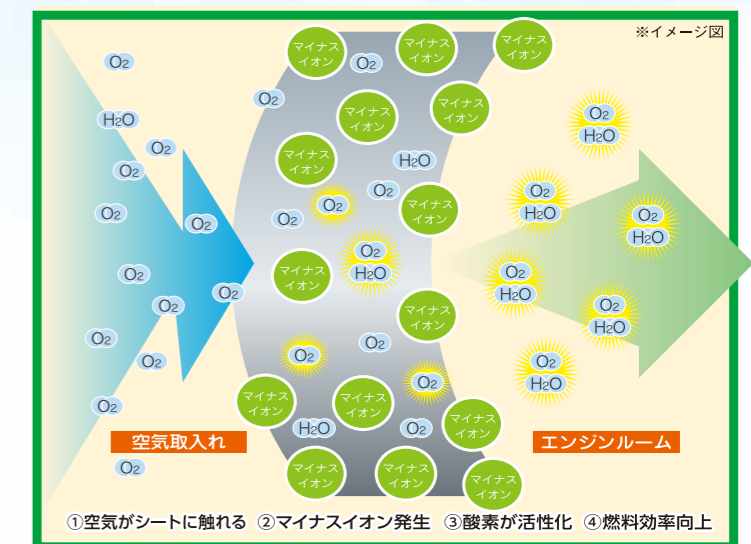 ※イメージ図
O2
H2O
O2
O2
O2
O2
O2
O2
O2
O2
O2
O2
空気取入れ
O2
マイナス
イオン
O2
マイナス
イオン
マイナス
イオン
O2
マイナス
イオン
マイナス
イオン
マイナス
イオン
H2O
O2
O2
O2
マイナス
イオン
O2
H2O
マイナス
イオン
マイナス
イオン
O2
O2
O2
マイナス
イオン
マイナス
イオン
マイナス
イオン
H2O
O2
マイナス
イオン
マイナス
イオン
マイナス
イオン
O2
H2O
O2
H2O
O2
H2O
O2
H2O
O2
H2O
O2
H2O
エンジンルーム
①空気がシートに触れる ②マイナスイオン発生 ③酸素が活性化 ④燃料効率向上